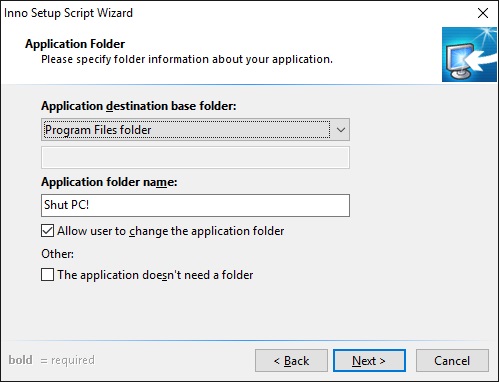 Inno Setup Script Wizard
Application Folder
Please specify folder information about your application.
Application destination base folder:
Program Files folder
Application folder name:
Shut PC!
Allow user to change the application folder
Other:
The application doesn't need a folder
bold = required
< Back
Next >
Cancel